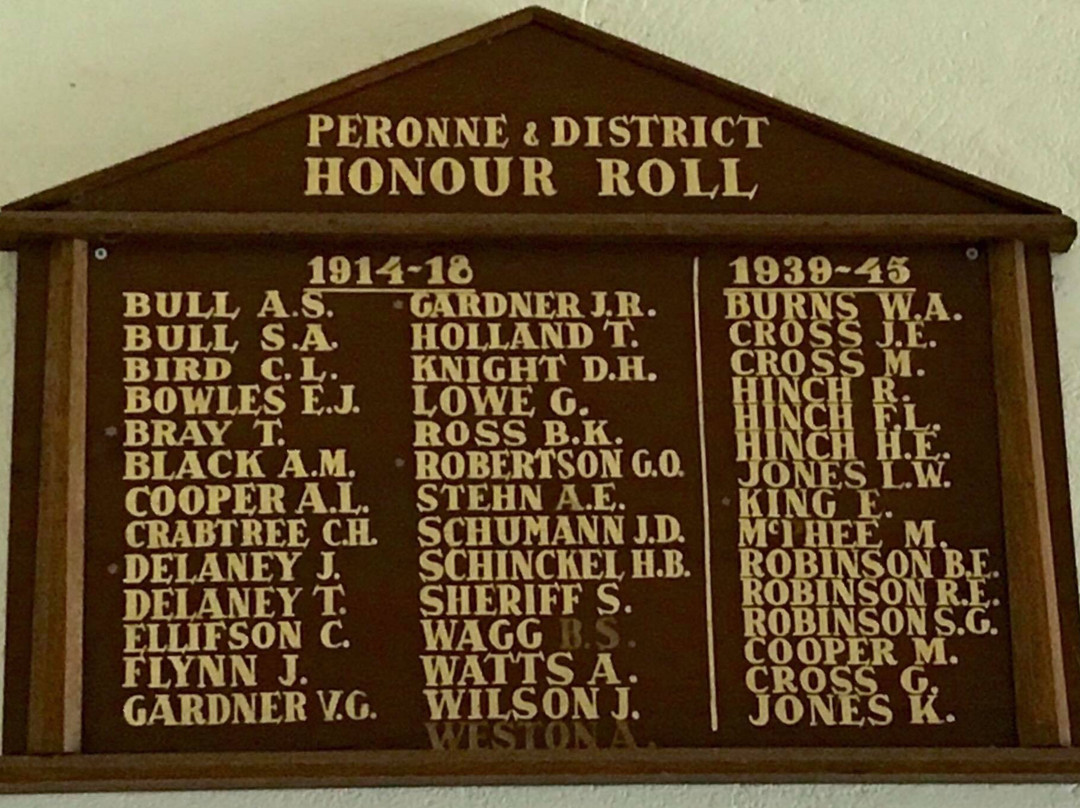 PERONNE & DISTRICT
HONOUR ROLL
1914-18
BULL A.S.
BULL S.A.
BIRD C.L.
BOWLES E.J.
BRAY T.
BLACK A.M.
COOPER A.L.
CRABTREE C.H.
DELANEY J.
DELANEY T.
ELLIFSON C.
FLYNN J.
GARDNER V.G.
GARDNER J.R.
HOLLAND T.
KNIGHT D.H.
LOWE G.
ROSS B.K.
ROBERTSON G.O.
STEHN A.E.
SCHUMANN J.D.
SCHINCKEL H.B.
SHERIFF S.
WAGG B.S.
WATTS A.
WILSON J.
WESTON A.
1939-45
BURNS W.A.
CROSS J.E.
CROSS M.
HINCH R.
HINCH F.L.
HINCH H.E.
JONES L.W.
KING E.
M.
ROBINSON B.E.
ROBINSON R.E.
ROBINSON S.G.
COOPER M.
CROSS G.
JONES K.